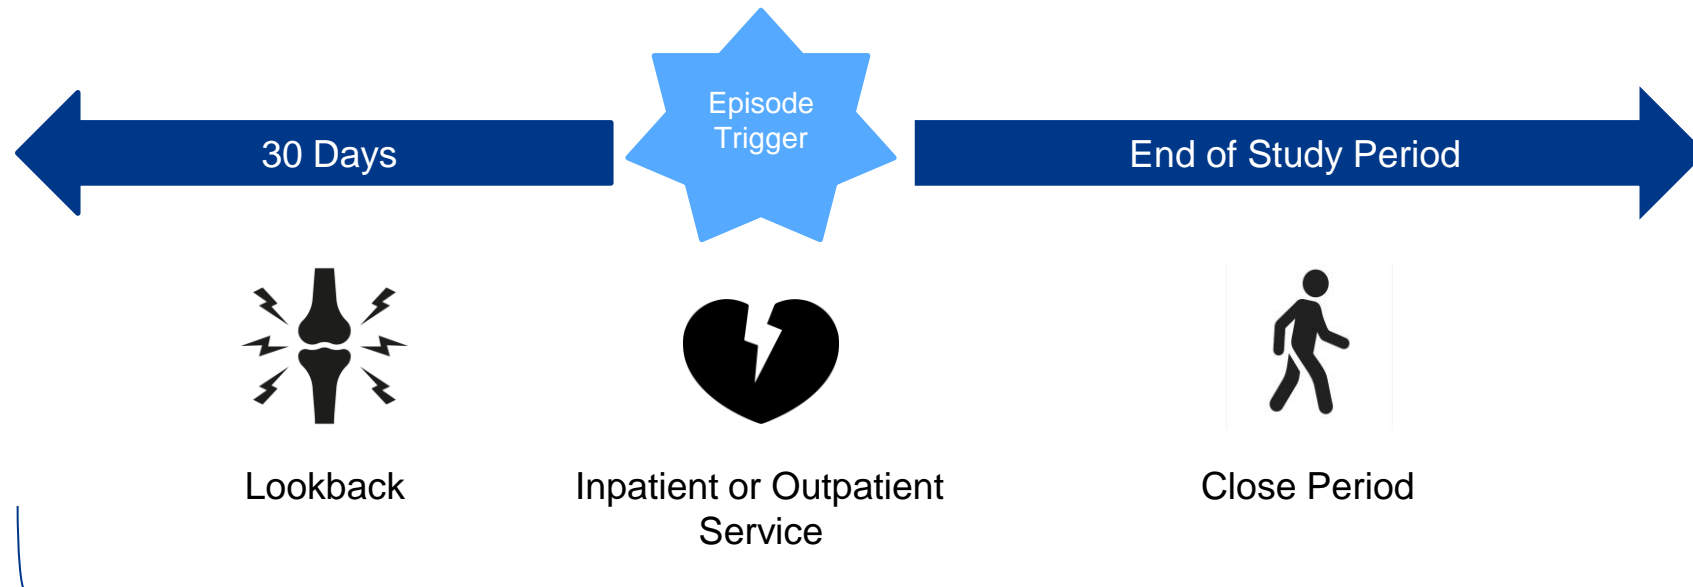 Episode
Trigger
30 Days
End of Study Period
Lookback
Inpatient or Outpatient
Service
Close Period